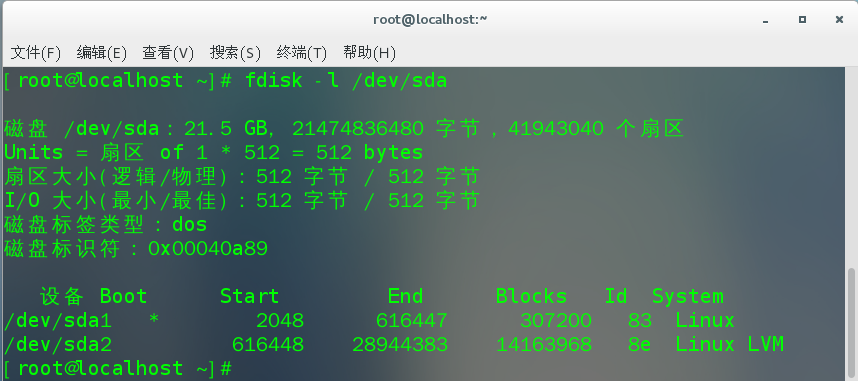 root@localhost:~
文件(F) 编辑(E) 查看(V) 搜索(S) 终端(T) 帮助(H)
[root@localhost ~]# fdisk -l /dev/sda
磁盘 /dev/sda：21.5 GB, 21474836480 字节，41943040 个扇区
Units = 扇区 of 1 * 512 = 512 bytes
扇区大小(逻辑/物理)：512 字节 / 512 字节
I/O 大小(最小/最佳)：512 字节 / 512 字节
磁盘标签类型：dos
磁盘标识符：0x00040a89
设备 Boot Start End Blocks Id System
/dev/sda1 * 2048 616447 307200 83 Linux
/dev/sda2 616448 28944383 14163968 8e Linux LVM
[root@localhost ~]#